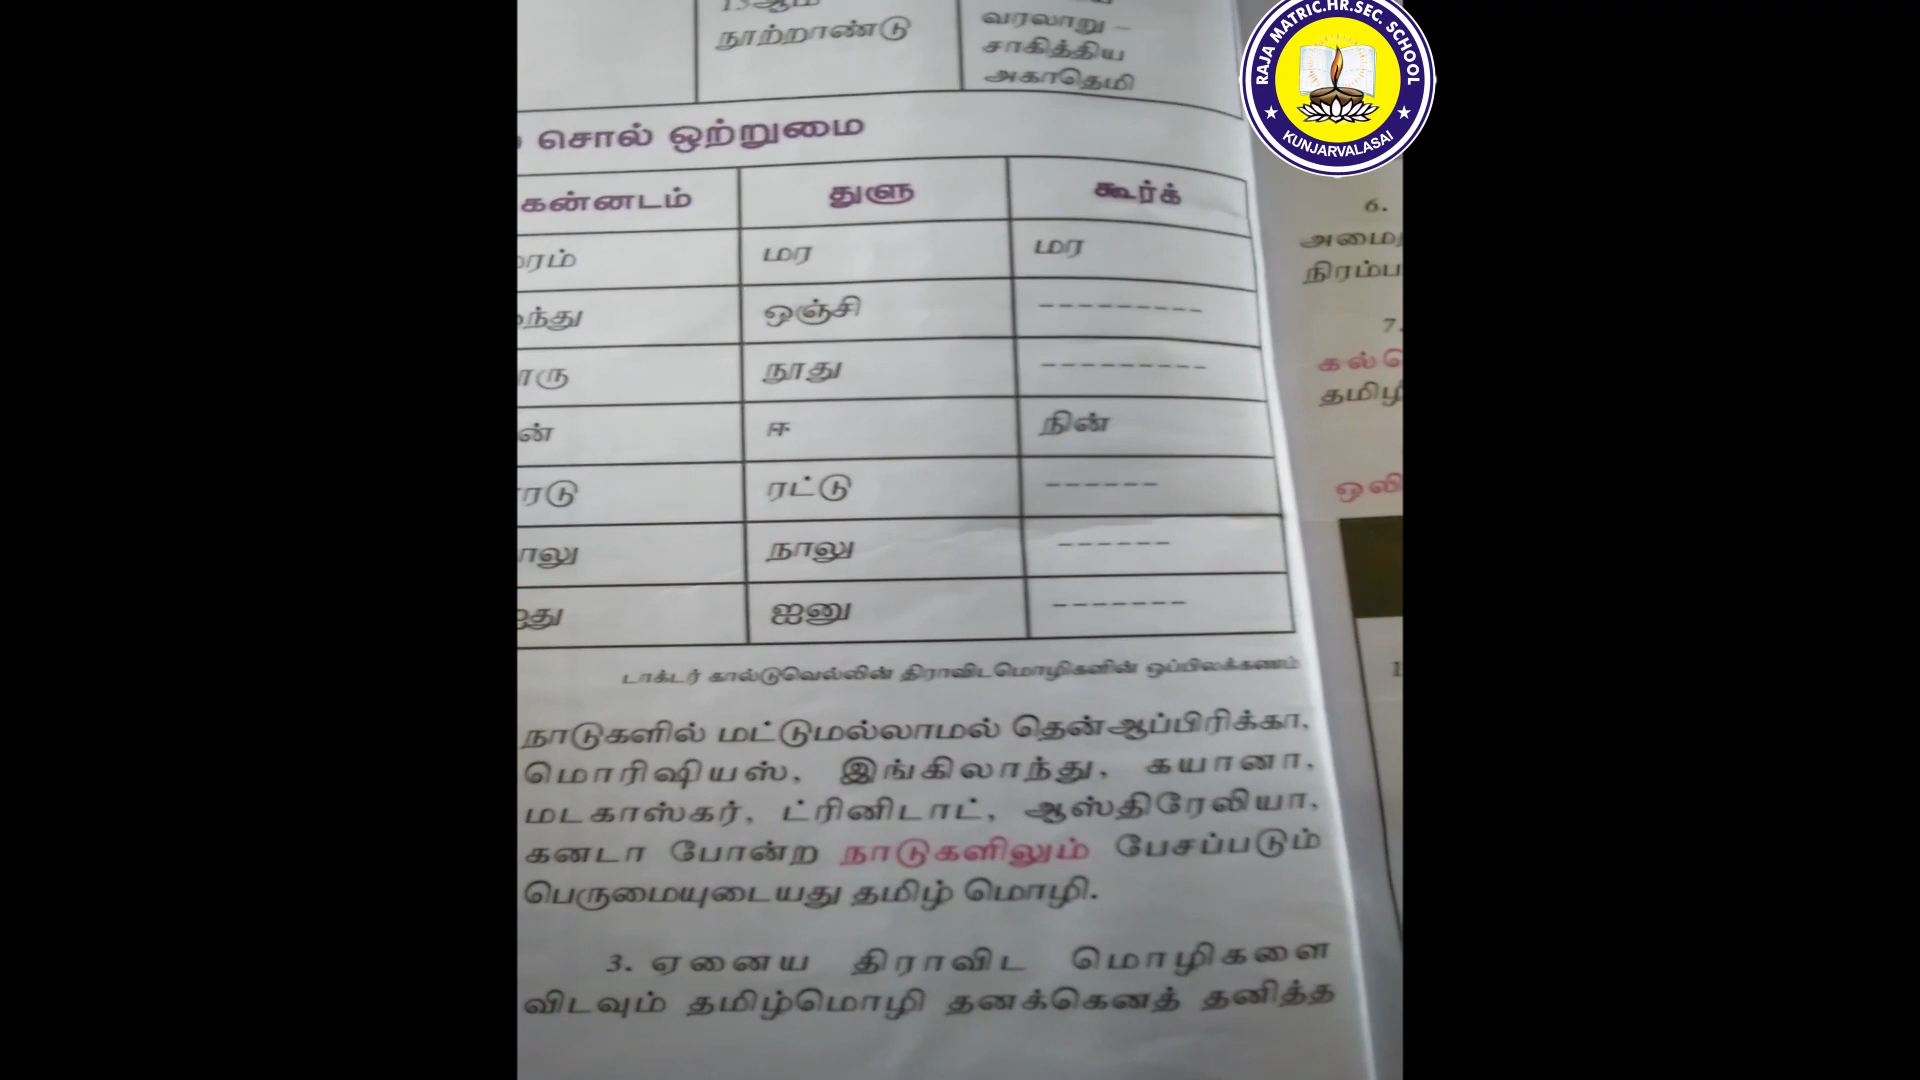 நூற்றாண்டு
வரலாறு –
சாகித்திய
அகாதெமி
சொல் ஒற்றுமை
கன்னடம் துளு கூர்க்
மர மர
ஒஞ்சி ---------
நூது ---------
ஈ நின்
ரட்டு ------
நாலு ------
ஐனு -------
டாக்டர் கால்டுவெல்லின் திராவிடமொழிகளின் ஒப்பிலக்கணம்
நாடுகளில் மட்டுமல்லாமல் தென்ஆப்பிரிக்கா,
மொரிஷியஸ், இங்கிலாந்து, கயானா,
மடகாஸ்கர், ட்ரினிடாட், ஆஸ்திரேலியா,
கனடா போன்ற நாடுகளிலும் பேசப்படும்
பெருமையுடையது தமிழ் மொழி.
3. ஏனைய திராவிட மொழிகளை
விடவும் தமிழ்மொழி தனக்கெனத் தனித்த
RAJA MATRIC.HR.SEC. SCHOOL
KUNJARVALASAI
6.
7.